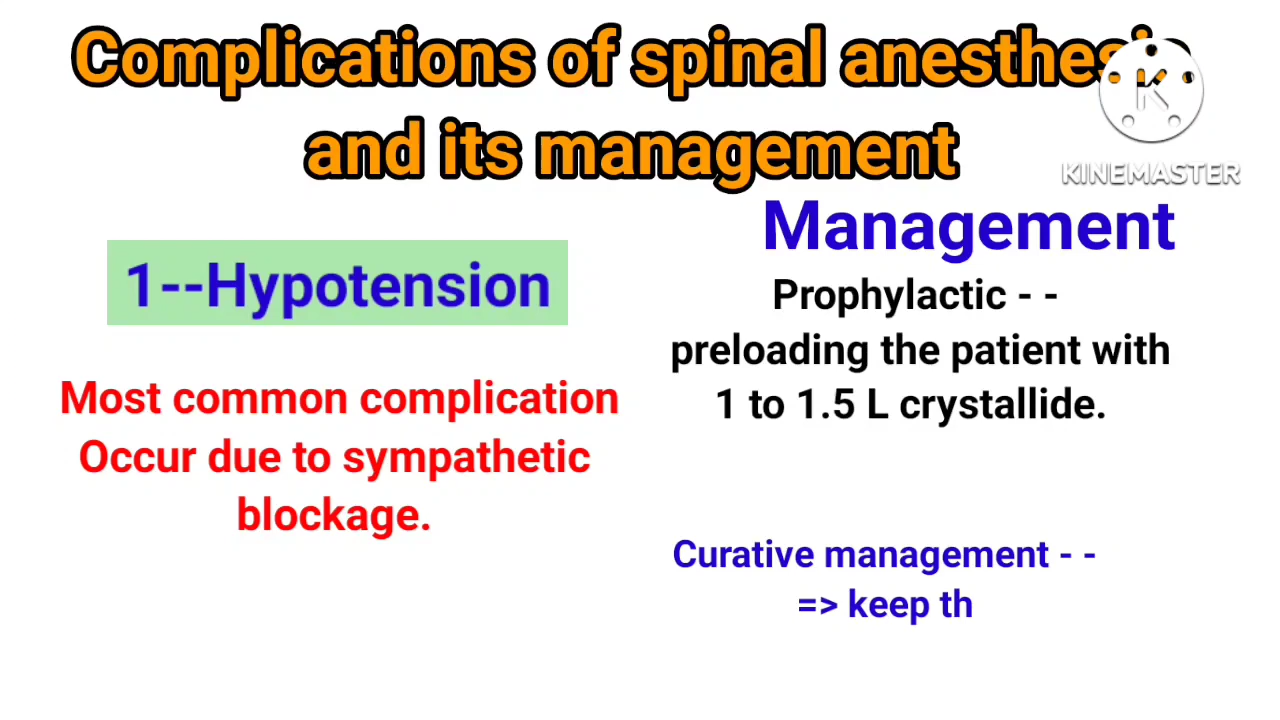 Complications of spinal anesthesia
and its management
K
KINEMASTER
Management
1--Hypotension
Prophylactic - -
preloading the patient with
1 to 1.5 L crystallide.
Most common complication
Occur due to sympathetic
blockage.
Curative management - -
=> keep th